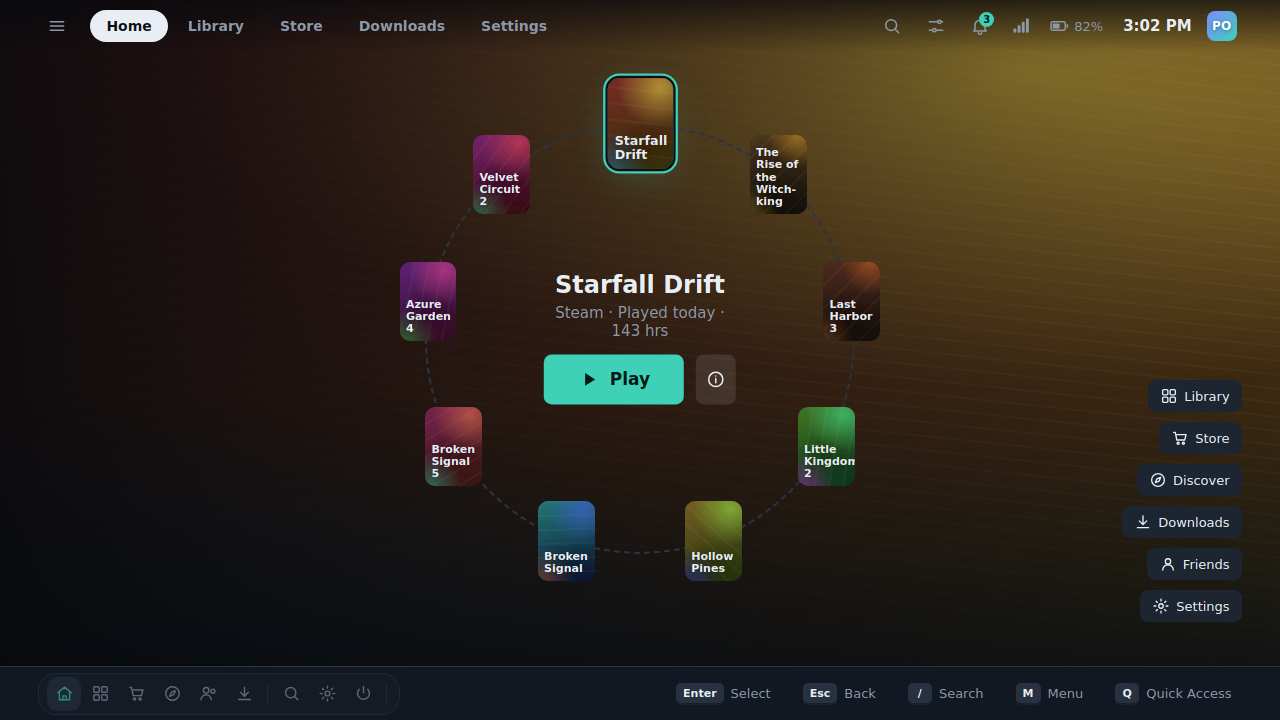 Home Library Store Downloads Settings 3 82% 3:02 PM PO
Starfall
Drift
Velvet
Circuit
2
The
Rise of
the
Witch-
king
Azure
Garden
4
Last
Harbor
3
Starfall Drift
Steam · Played today ·
143 hrs
Play
Library
Store
Discover
Downloads
Friends
Settings
Broken
Signal
5
Little
Kingdom
2
Broken
Signal
Hollow
Pines
Enter Select Esc Back / Search M Menu Q Quick Access